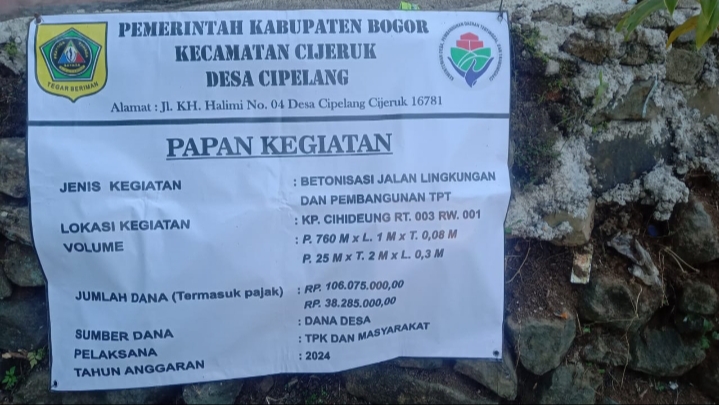 PEMERINTAH KABUPATEN BOGOR
KECAMATAN CIJERUK
DESA CIPELANG
TEGAR BERIMAN
Alamat : Jl. KH. Halimi No. 04 Desa Cipelang Cijeruk 16781
PAPAN KEGIATAN
JENIS KEGIATAN : BETONISASI JALAN LINGKUNGAN
DAN PEMBANGUNAN TPT
LOKASI KEGIATAN : KP. CIHIDEUNG RT. 003 RW. 001
VOLUME : P. 760 M x L. 1 M x T. 0,08 M
P. 25 M x T. 2 M x L. 0,3 M
JUMLAH DANA (Termasuk pajak) : RP. 106.075.000,00
RP. 38.285.000,00
SUMBER DANA : DANA DESA
PELAKSANA : TPK DAN MASYARAKAT
TAHUN ANGGARAN : 2024